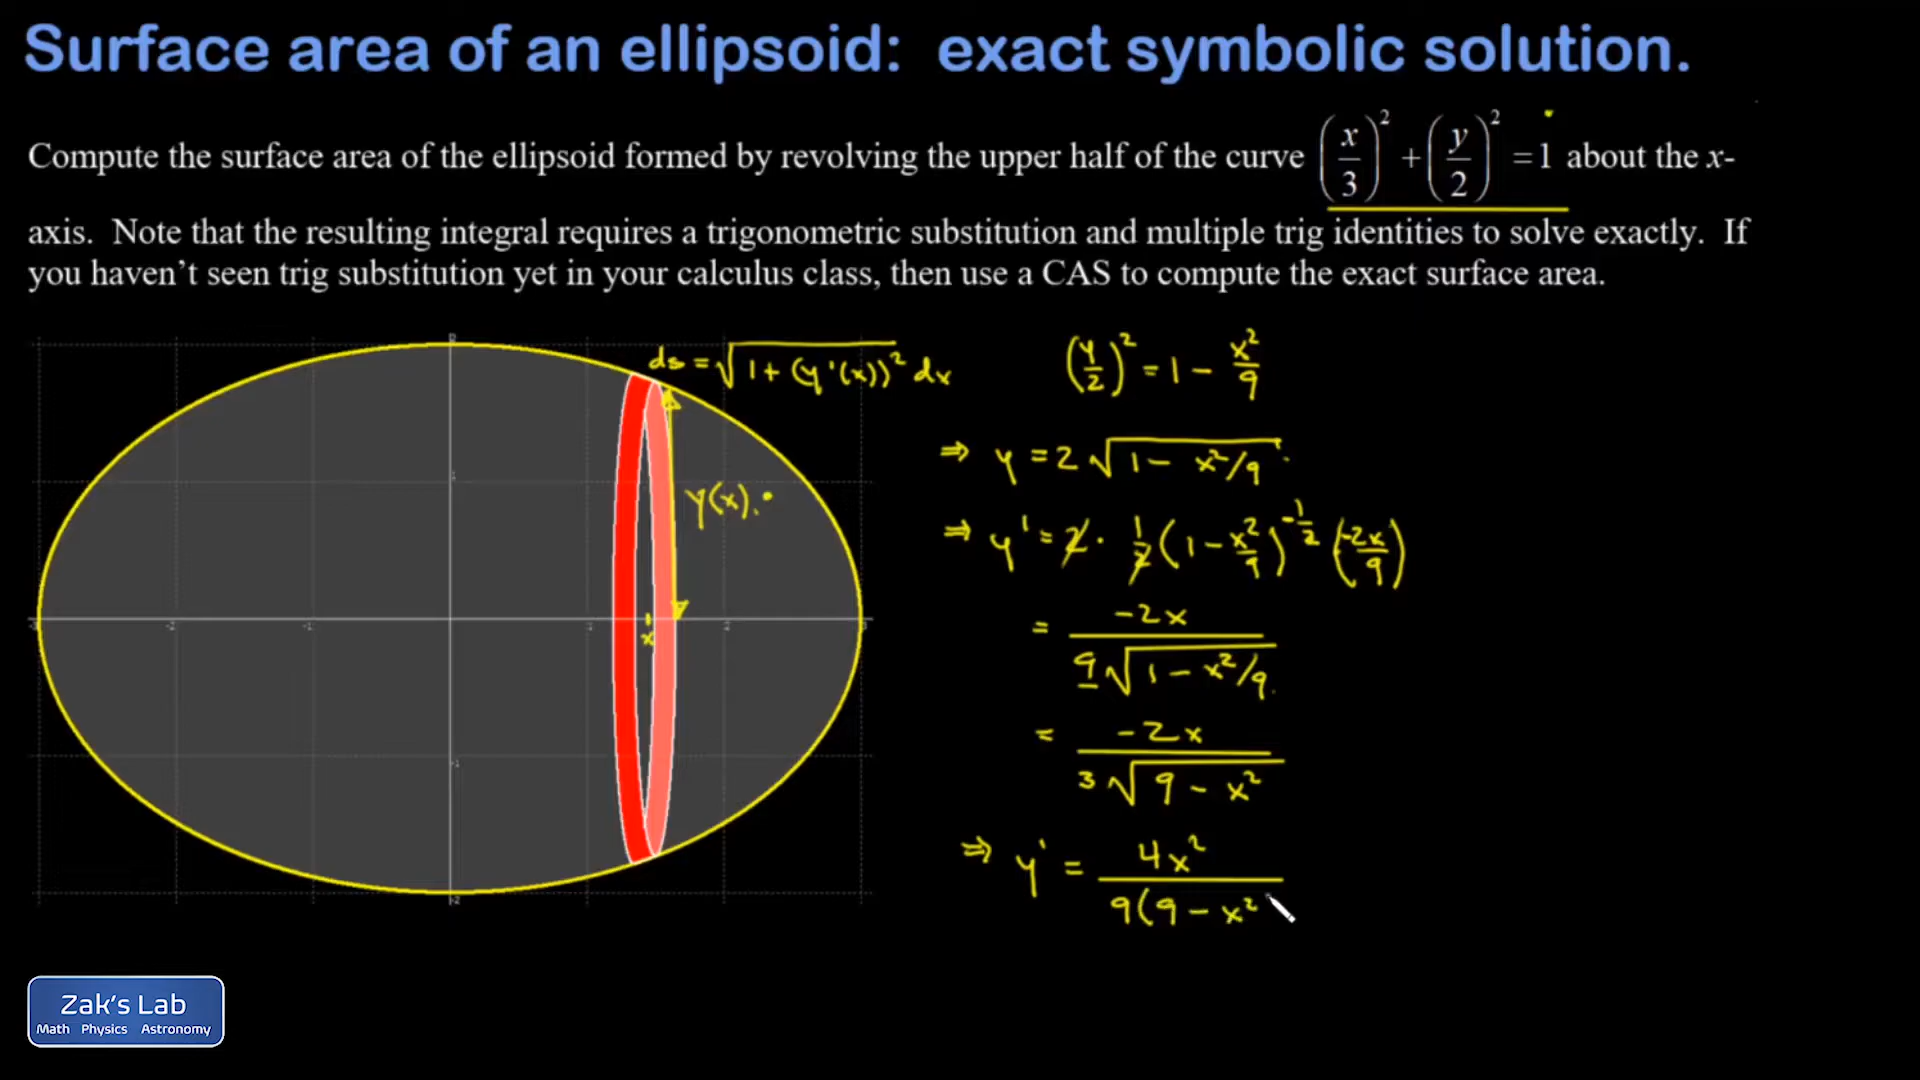 Surface area of an ellipsoid: exact symbolic solution.
Compute the surface area of the ellipsoid formed by revolving the upper half of the curve (x/3)² + (y/2)² = 1 about the x-
axis. Note that the resulting integral requires a trigonometric substitution and multiple trig identities to solve exactly. If
you haven't seen trig substitution yet in your calculus class, then use a CAS to compute the exact surface area.
ds = √(1 + (y'(x))²) dx
y(x).
x
(y/2)² = 1 - x²/9
⇒ y = 2√(1 - x²/9)
⇒ y' = 2 · 1/2 (1 - x²/9)^(-1/2) (-2x/9)
= -2x / 9√(1 - x²/9)
= -2x / 3√(9 - x²)
⇒ y' = 4x² / 9(9 - x²
Zak's Lab
Math Physics Astronomy